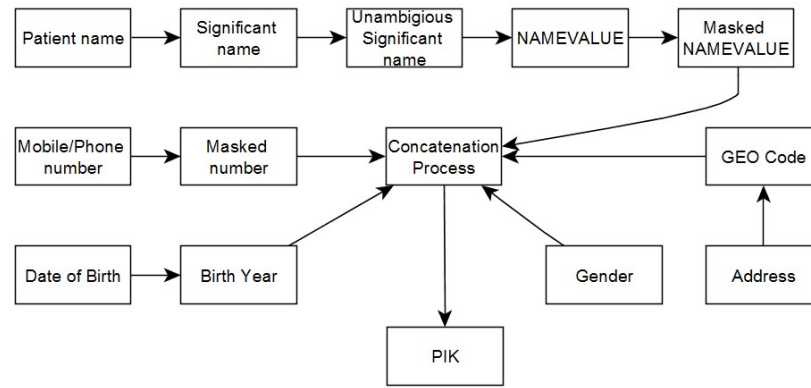 Patient name
Significant
name
Unambigious
Significant
name
NAMEVALUE
Masked
NAMEVALUE
Mobile/Phone
number
Masked
number
Concatenation
Process
GEO Code
Date of Birth
Birth Year
Gender
Address
PIK